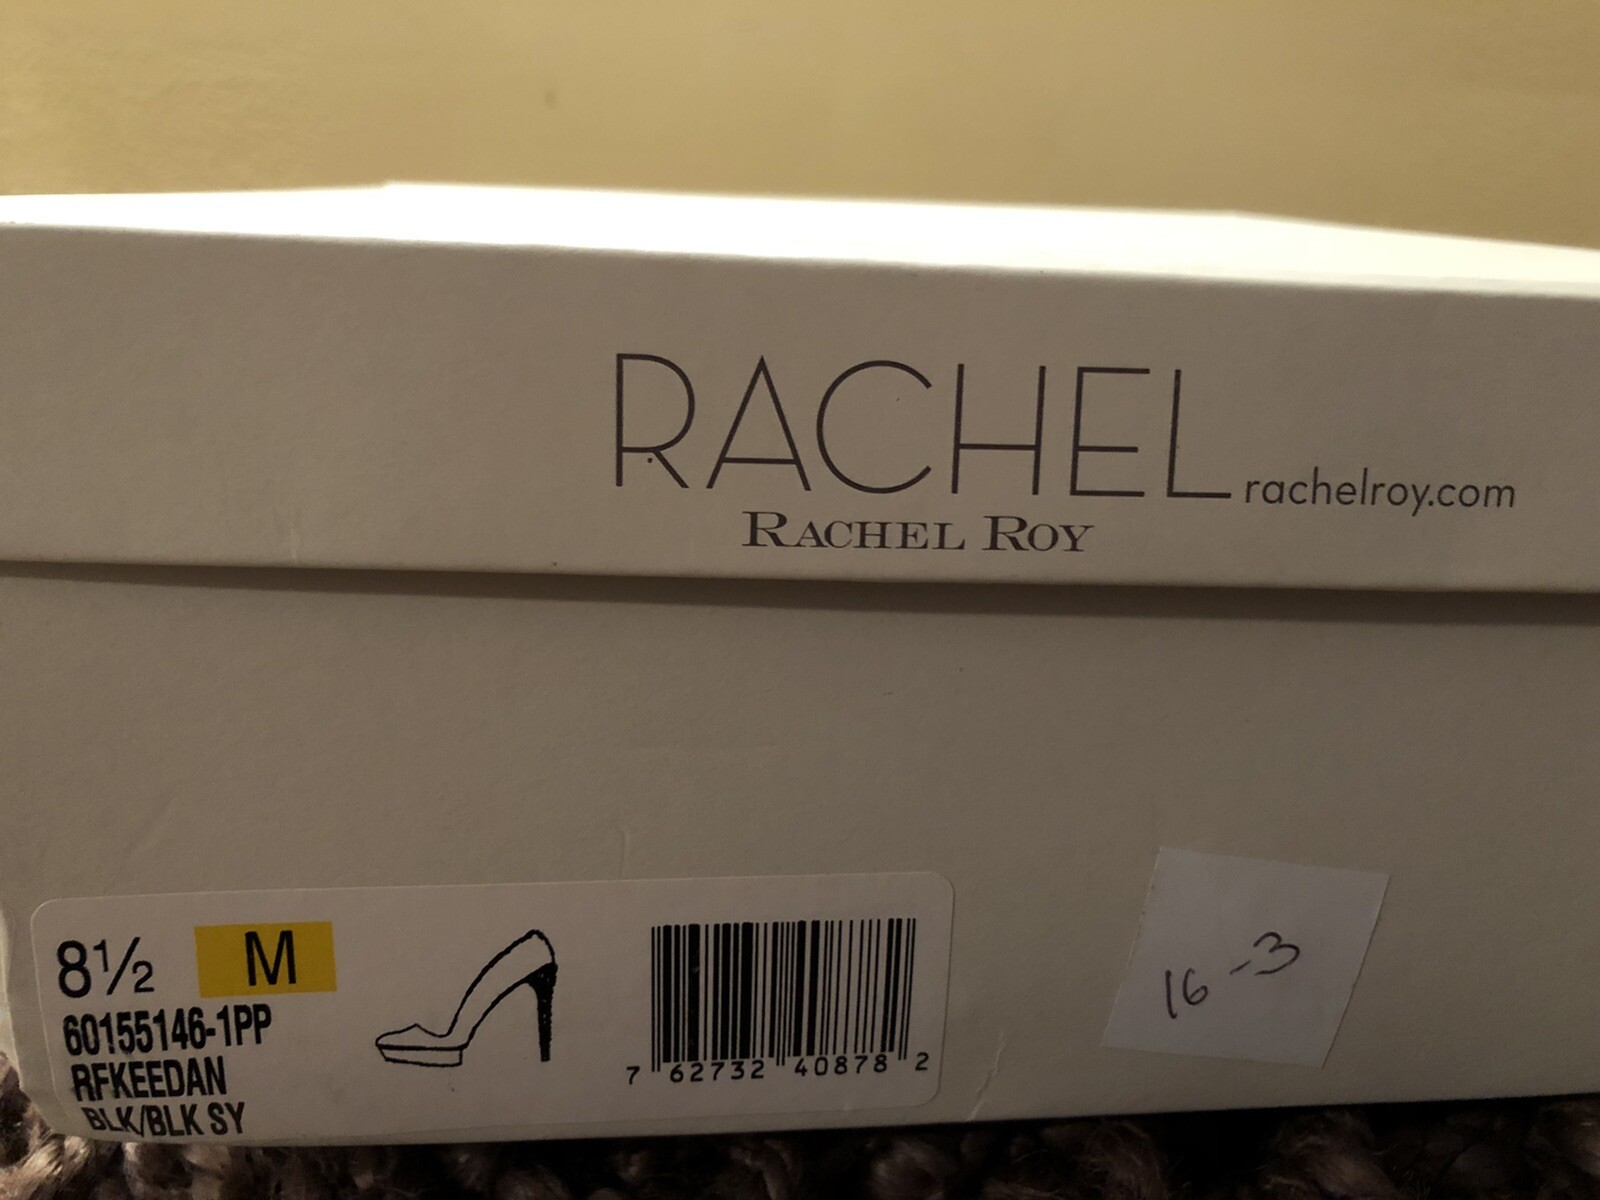 RACHEL rachelroy.com
RACHEL ROY
8½ M
60155146-1PP
RFKEEDAN
BLK/BLK SY
7 62732 40878 2
16-3